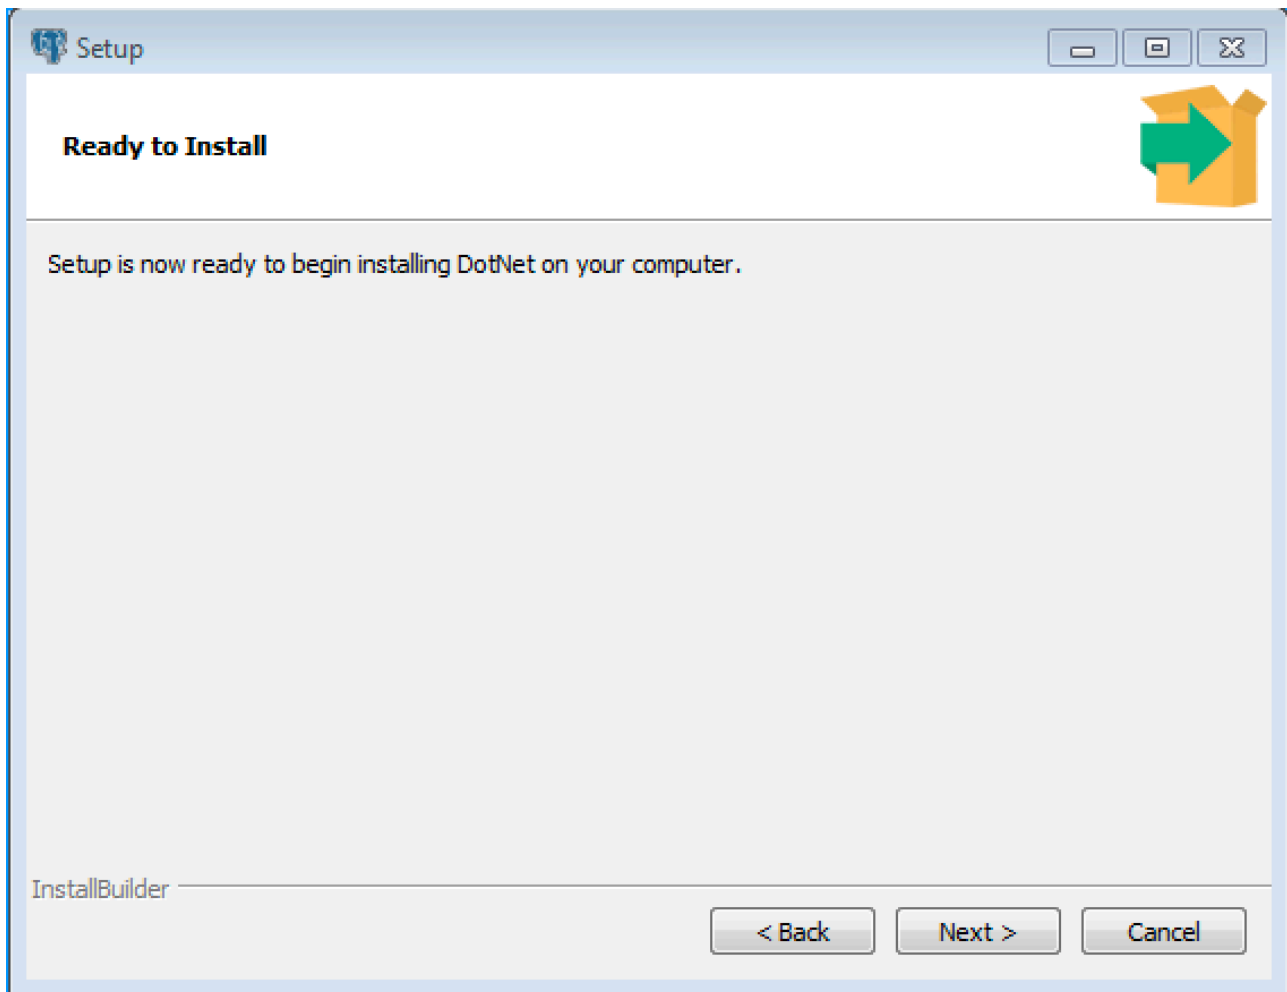 Setup
Ready to Install
Setup is now ready to begin installing DotNet on your computer.
InstallBuilder
< Back Next > Cancel